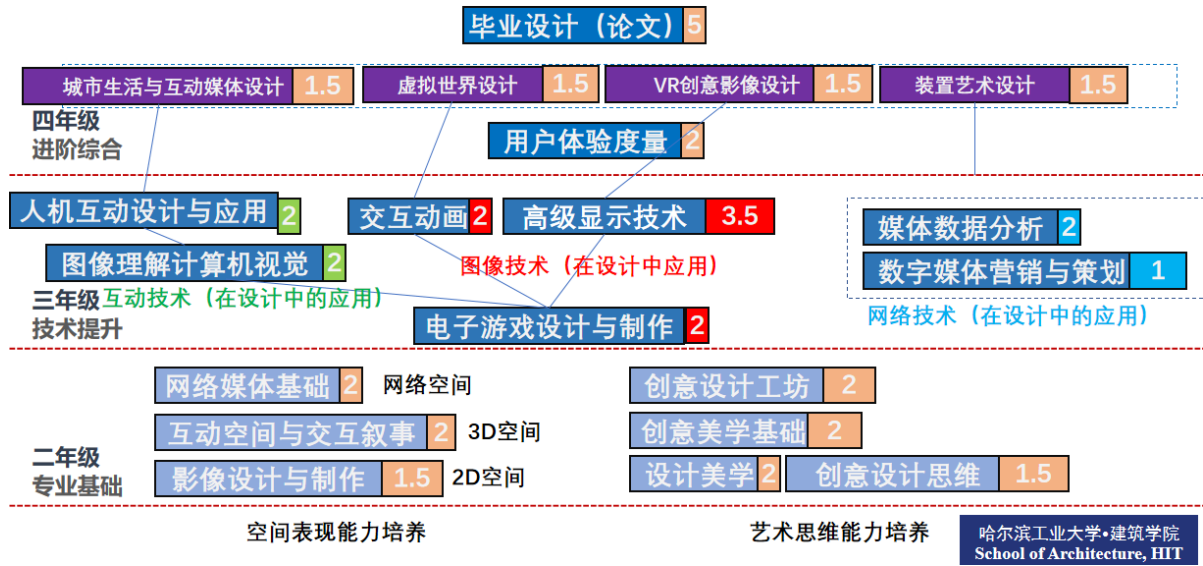 毕业设计（论文） 5
城市生活与互动媒体设计 1.5 虚拟世界设计 1.5 VR创意影像设计 1.5 装置艺术设计 1.5
四年级
进阶综合
用户体验度量 2
人机互动设计与应用 2 交互动画 2 高级显示技术 3.5
媒体数据分析 2
图像理解计算机视觉 2
图像技术（在设计中应用）
数字媒体营销与策划 1
三年级
技术提升
互动技术（在设计中的应用）
网络技术（在设计中的应用）
电子游戏设计与制作 2
网络媒体基础 2 网络空间
创意设计工坊 2
互动空间与交互叙事 2 3D空间
创意美学基础 2
二年级
专业基础
影像设计与制作 1.5 2D空间
设计美学 2 创意设计思维 1.5
空间表现能力培养
艺术思维能力培养
哈尔滨工业大学•建筑学院
School of Architecture, HIT